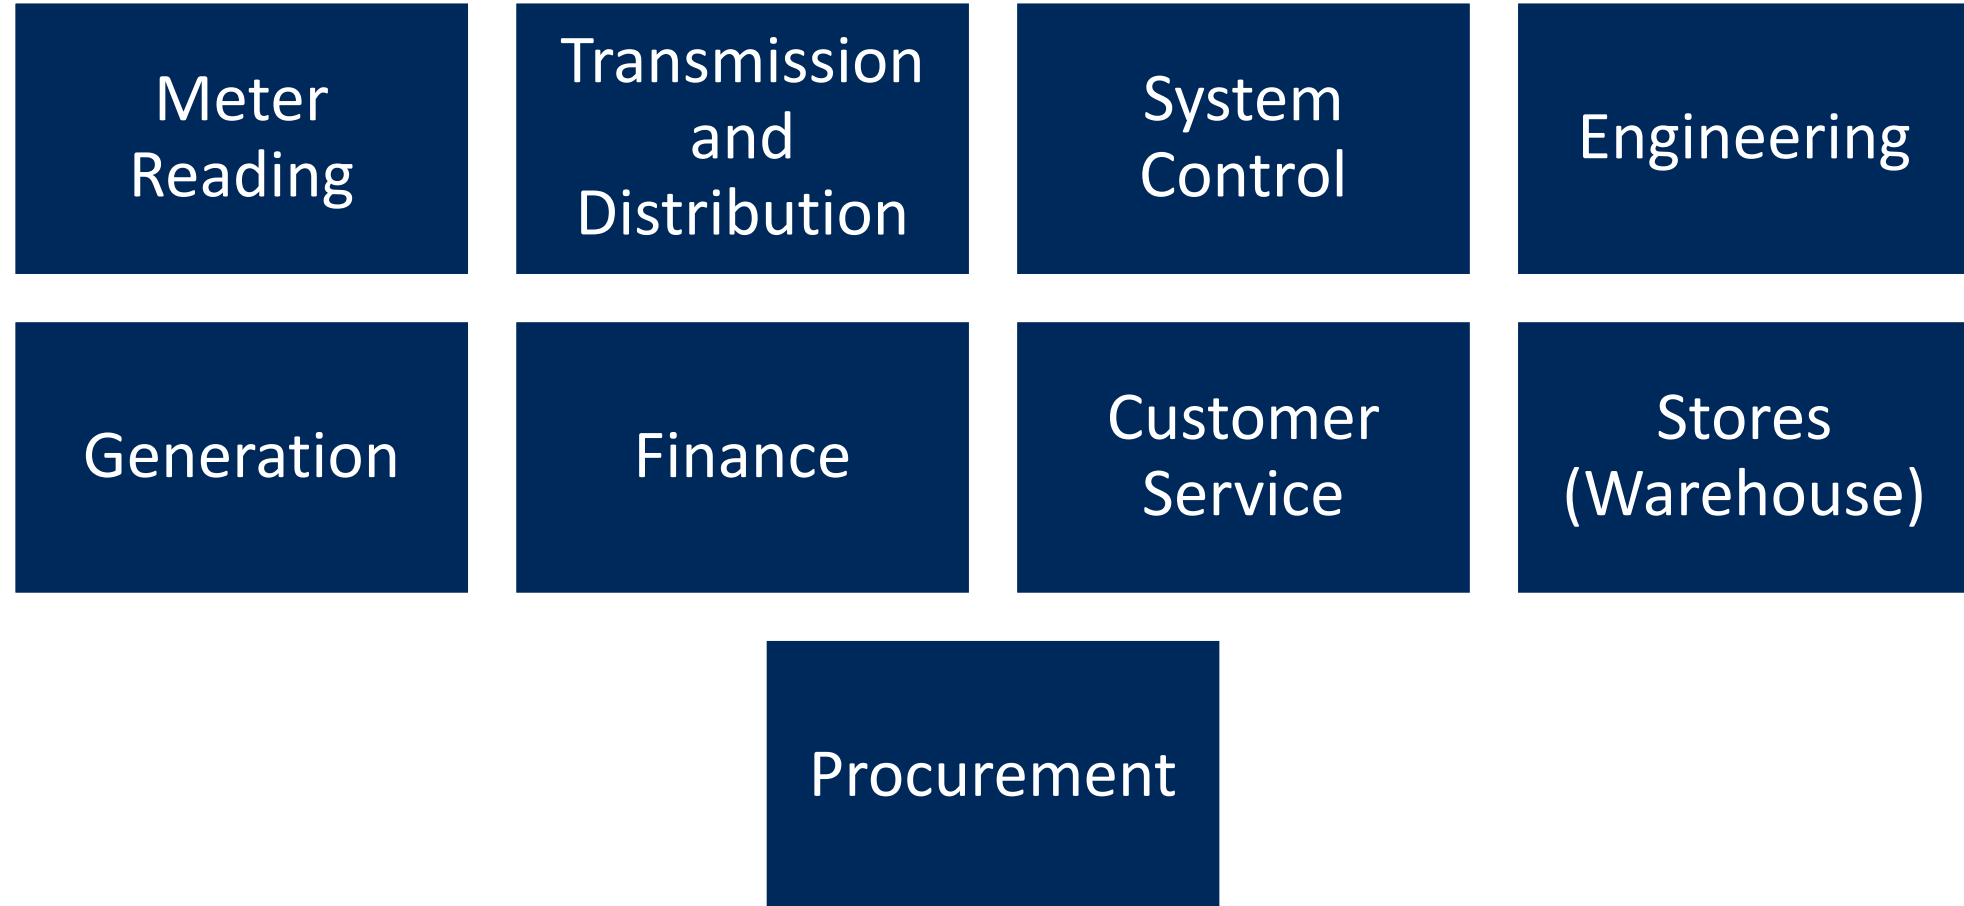 Meter
Reading
Transmission
and
Distribution
System
Control
Engineering
Generation
Finance
Customer
Service
Stores
(Warehouse)
Procurement